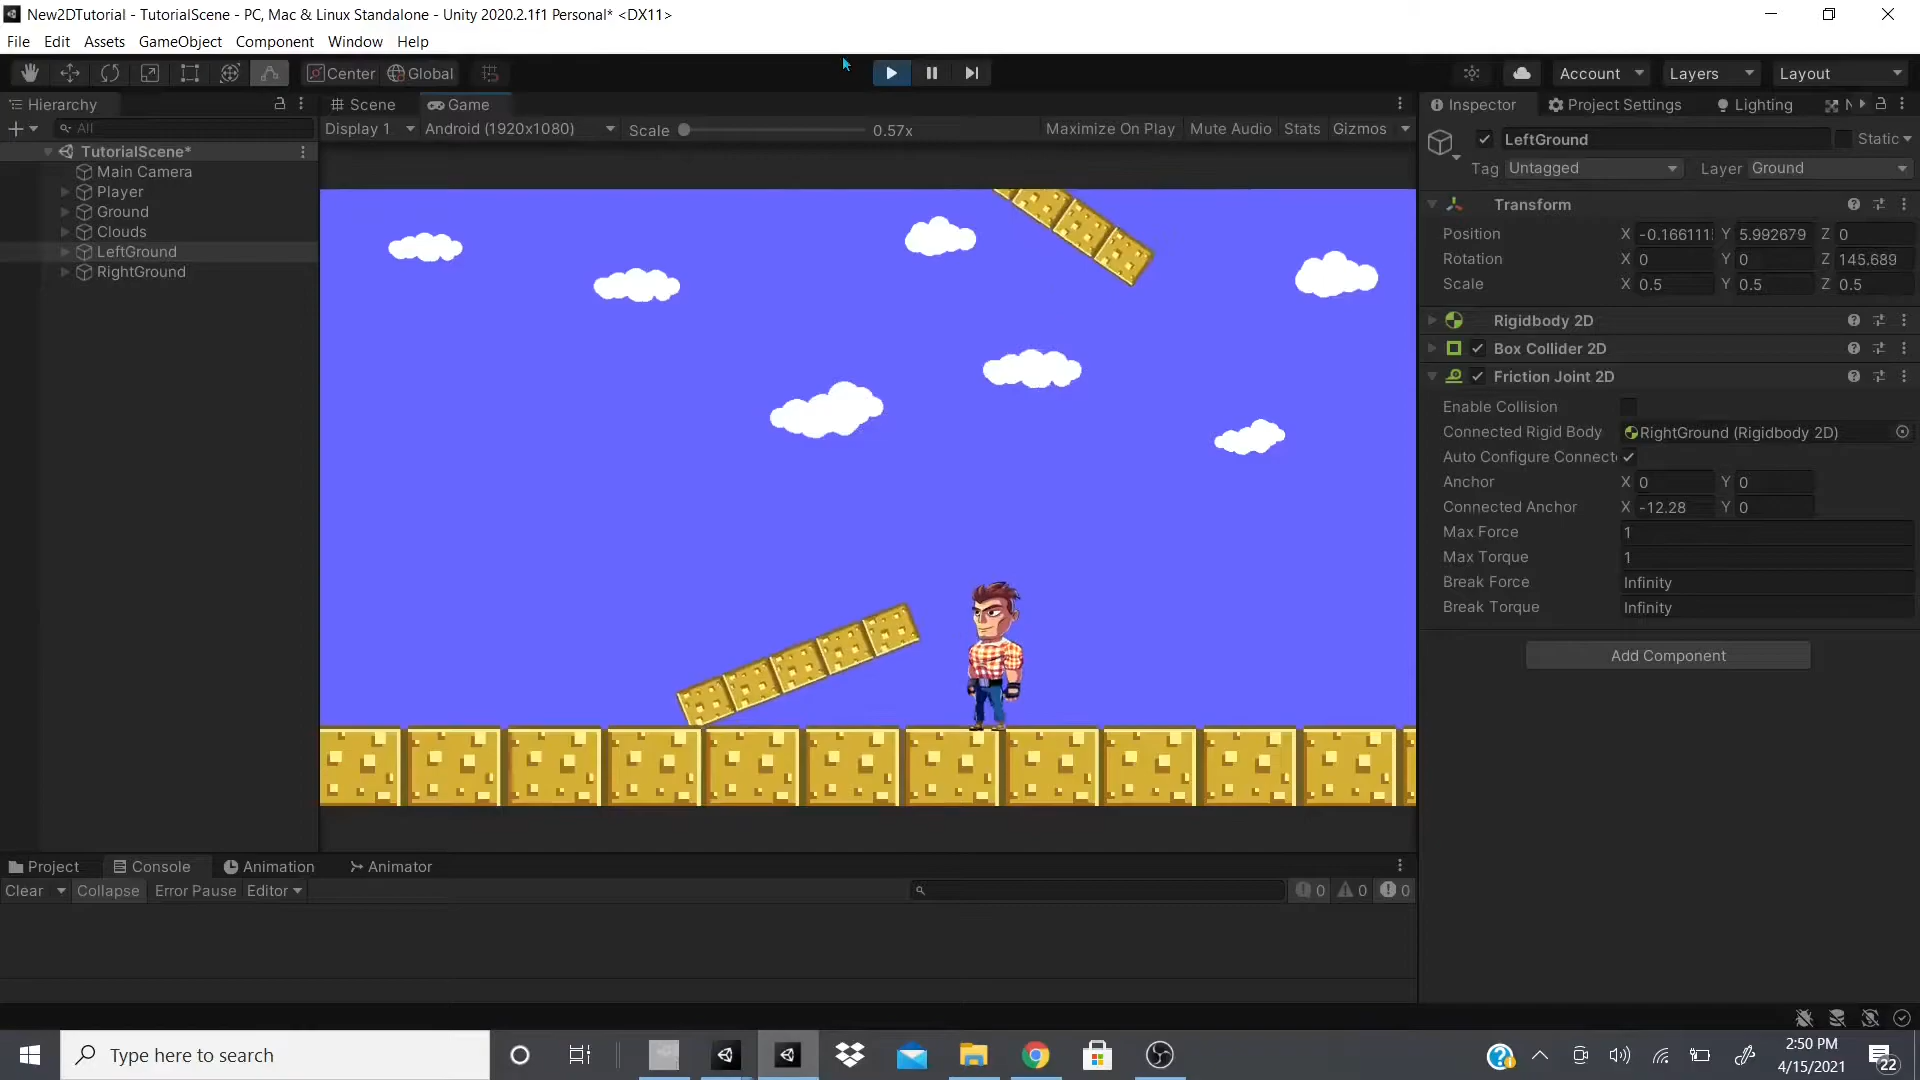 New2DTutorial - TutorialScene - PC, Mac & Linux Standalone - Unity 2020.2.1f1 Personal* <DX11>
File Edit Assets GameObject Component Window Help
Center Global Account Layers Layout
Hierarchy
All
TutorialScene*
Main Camera
Player
Ground
Clouds
LeftGround
RightGround
Scene Game
Display 1 Android (1920x1080) Scale 0.57x Maximize On Play Mute Audio Stats Gizmos
Inspector Project Settings Lighting
LeftGround Static
Tag Untagged Layer Ground
Transform
Position X -0.166111 Y 5.992679 Z 0
Rotation X 0 Y 0 Z 145.689
Scale X 0.5 Y 0.5 Z 0.5
Rigidbody 2D
Box Collider 2D
Friction Joint 2D
Enable Collision
Connected Rigid Body RightGround (Rigidbody 2D)
Auto Configure Connect
Anchor X 0 Y 0
Connected Anchor X -12.28 Y 0
Max Force 1
Max Torque 1
Break Force Infinity
Break Torque Infinity
Add Component
Project Console Animation Animator
Clear Collapse Error Pause Editor 0 0 0
Type here to search
2:50 PM
4/15/2021
22